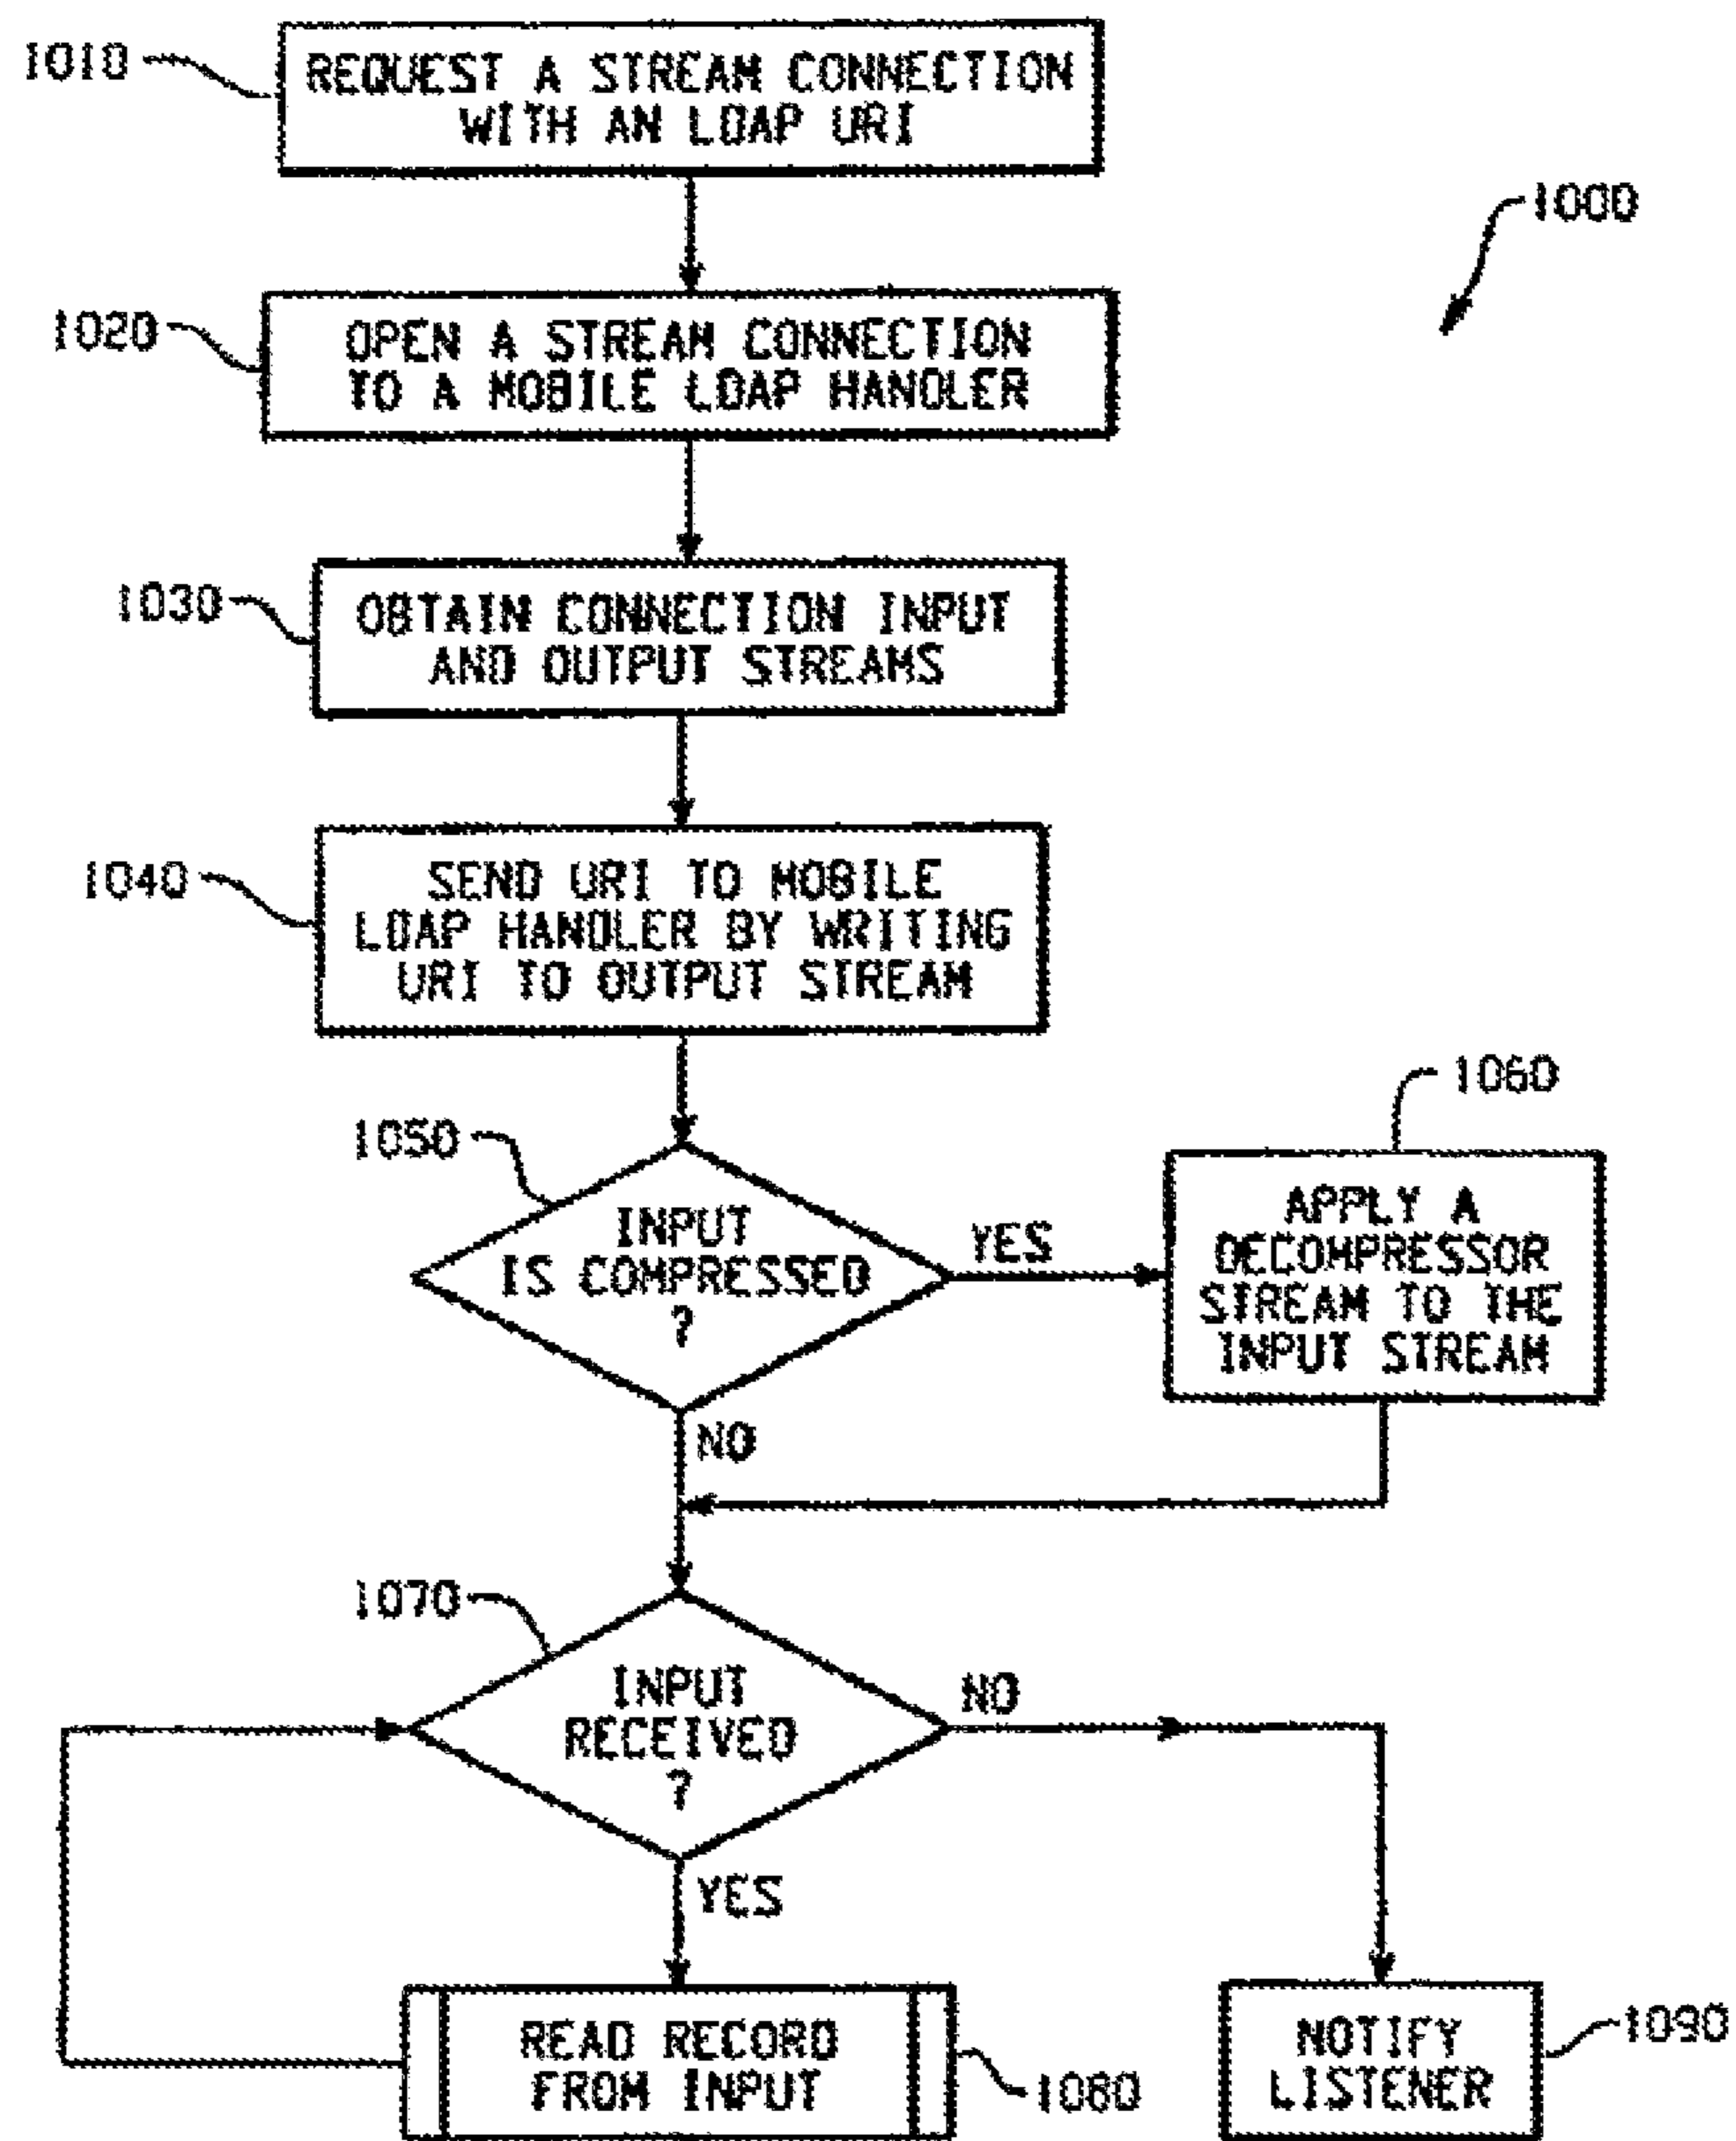 1010
REQUEST A STREAM CONNECTION
WITH AN LDAP URI
1000
1020
OPEN A STREAM CONNECTION
TO A MOBILE LDAP HANDLER
1030
OBTAIN CONNECTION INPUT
AND OUTPUT STREAMS
1040
SEND URI TO MOBILE
LDAP HANDLER BY WRITING
URI TO OUTPUT STREAM
1050
INPUT
IS COMPRESSED
?
YES
1060
APPLY A
DECOMPRESSOR
STREAM TO THE
INPUT STREAM
NO
1070
INPUT
RECEIVED
?
NO
YES
READ RECORD
FROM INPUT
1080
NOTIFY
LISTENER
1090